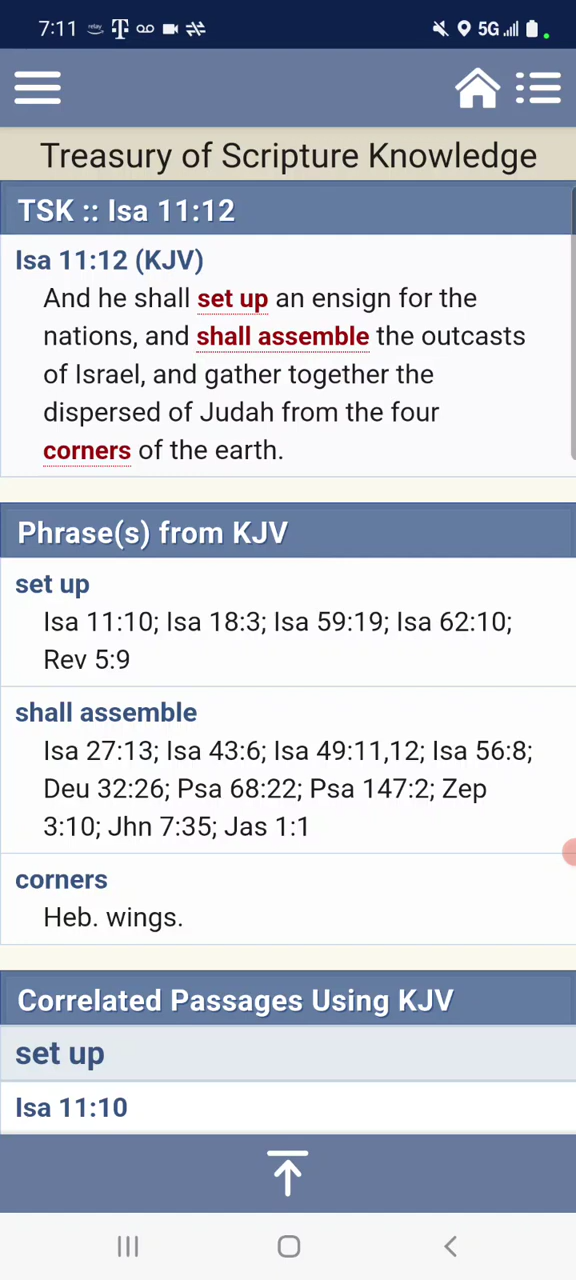 7:11
relay
T
5G
Treasury of Scripture Knowledge
TSK :: Isa 11:12
Isa 11:12 (KJV)
And he shall set up an ensign for the
nations, and shall assemble the outcasts
of Israel, and gather together the
dispersed of Judah from the four
corners of the earth.
Phrase(s) from KJV
set up
Isa 11:10; Isa 18:3; Isa 59:19; Isa 62:10;
Rev 5:9
shall assemble
Isa 27:13; Isa 43:6; Isa 49:11,12; Isa 56:8;
Deu 32:26; Psa 68:22; Psa 147:2; Zep
3:10; Jhn 7:35; Jas 1:1
corners
Heb. wings.
Correlated Passages Using KJV
set up
Isa 11:10